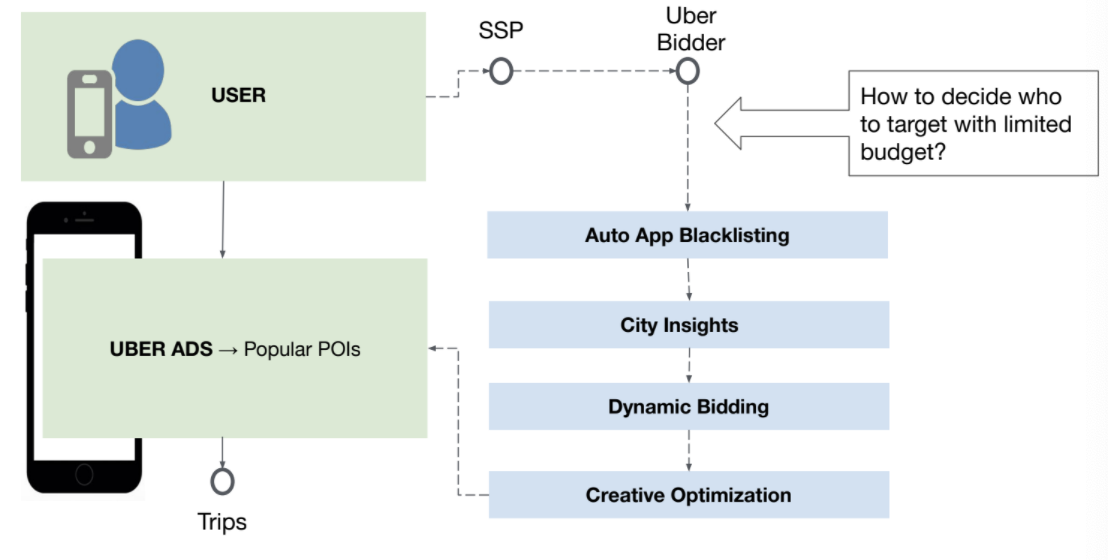 USER
SSP
Uber
Bidder
How to decide who
to target with limited
budget?
Auto App Blacklisting
City Insights
Dynamic Bidding
Creative Optimization
UBER ADS → Popular POIs
Trips